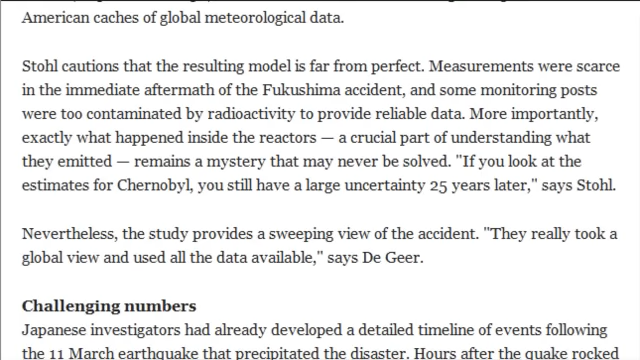 American caches of global meteorological data.
Stohl cautions that the resulting model is far from perfect. Measurements were scarce
in the immediate aftermath of the Fukushima accident, and some monitoring posts
were too contaminated by radioactivity to provide reliable data. More importantly,
exactly what happened inside the reactors — a crucial part of understanding what
they emitted — remains a mystery that may never be solved. "If you look at the
estimates for Chernobyl, you still have a large uncertainty 25 years later," says Stohl.
Nevertheless, the study provides a sweeping view of the accident. "They really took a
global view and used all the data available," says De Geer.
Challenging numbers
Japanese investigators had already developed a detailed timeline of events following
the 11 March earthquake that precipitated the disaster. Hours after the quake rocked